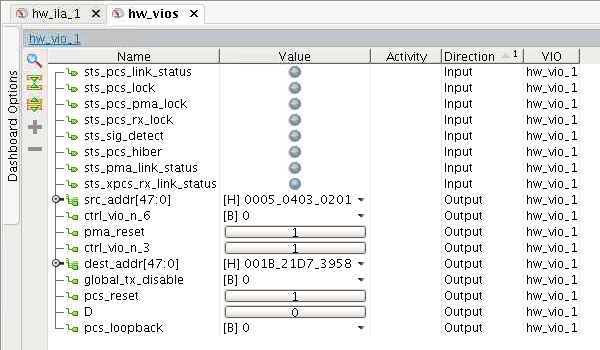 hw_ila_1 × hw_vios ×
hw_vio_1
Dashboard Options
Name Value Activity Direction 1 VIO
sts_pcs_link_status Input hw_vio_1
sts_pcs_lock Input hw_vio_1
sts_pcs_pma_lock Input hw_vio_1
sts_pcs_rx_lock Input hw_vio_1
sts_sig_detect Input hw_vio_1
sts_pcs_hiber Input hw_vio_1
sts_pma_link_status Input hw_vio_1
sts_xpcs_rx_link_status Input hw_vio_1
src_addr[47:0] [H] 0005_0403_0201 Output hw_vio_1
ctrl_vio_n_6 [B] 0 Output hw_vio_1
pma_reset 1 Output hw_vio_1
ctrl_vio_n_3 1 Output hw_vio_1
dest_addr[47:0] [H] 001B_21D7_3958 Output hw_vio_1
global_tx_disable [B] 0 Output hw_vio_1
pcs_reset 1 Output hw_vio_1
D 0 Output hw_vio_1
pcs_loopback [B] 0 Output hw_vio_1